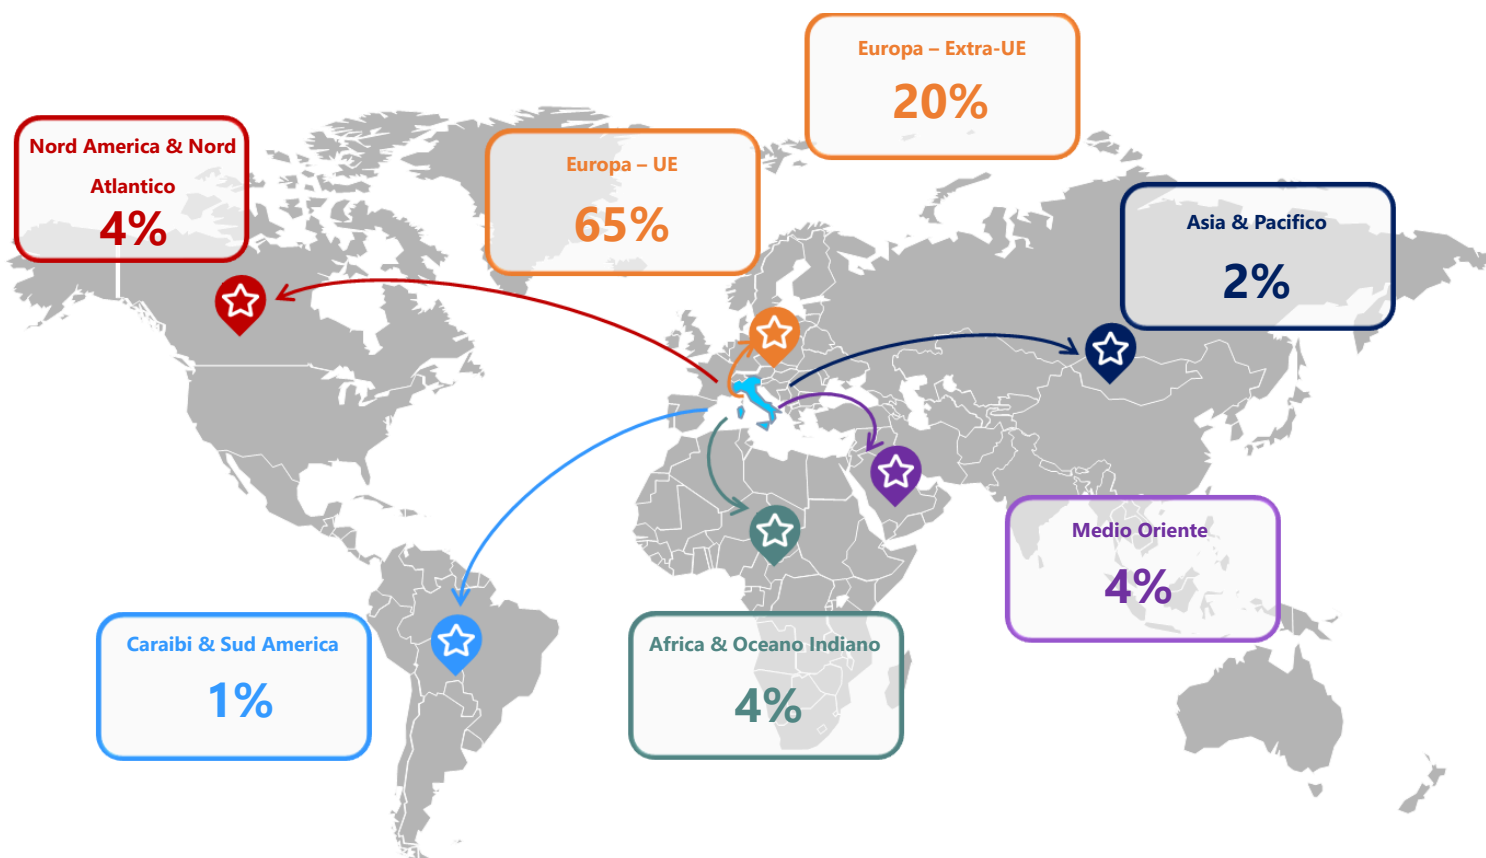 Europa – Extra-UE
20%
Nord America & Nord
Atlantico
4%
Europa – UE
65%
Asia & Pacifico
2%
Medio Oriente
4%
Caraibi & Sud America
1%
Africa & Oceano Indiano
4%